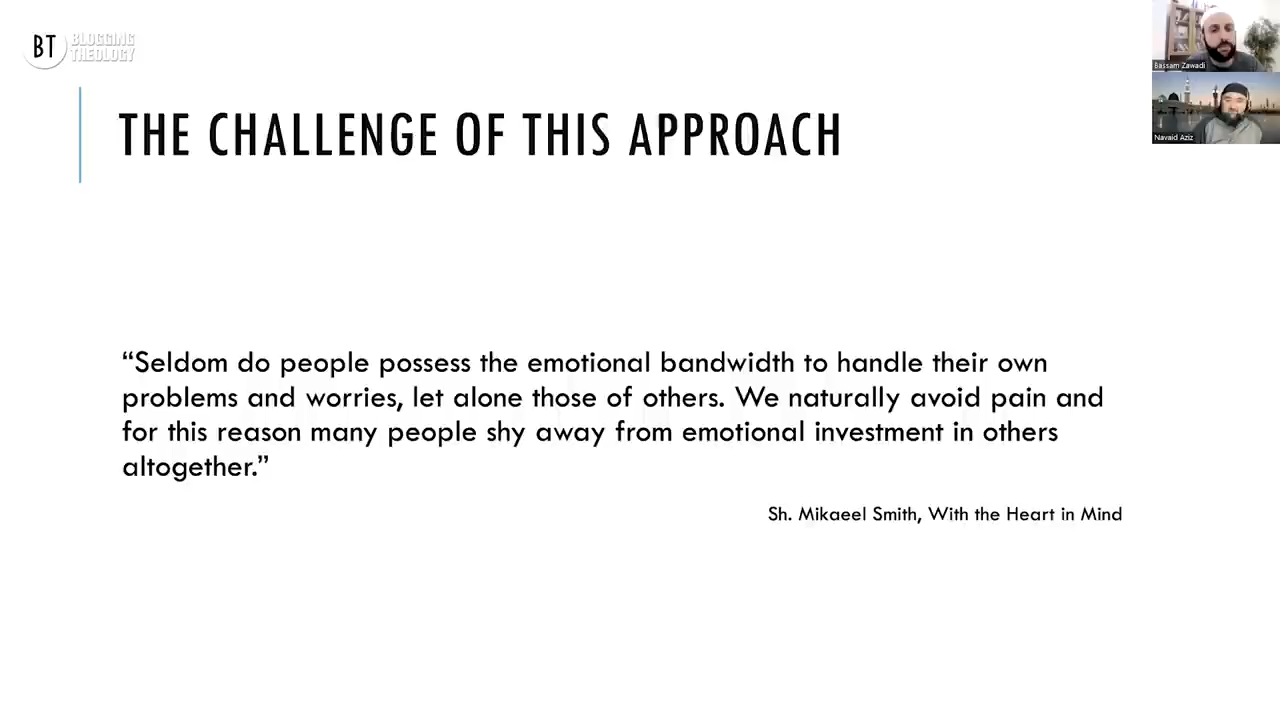 BT BLOGGING
THEOLOGY
Bassam Zawadi
Navaid Aziz
THE CHALLENGE OF THIS APPROACH
“Seldom do people possess the emotional bandwidth to handle their own
problems and worries, let alone those of others. We naturally avoid pain and
for this reason many people shy away from emotional investment in others
altogether.”
Sh. Mikaeel Smith, With the Heart in Mind